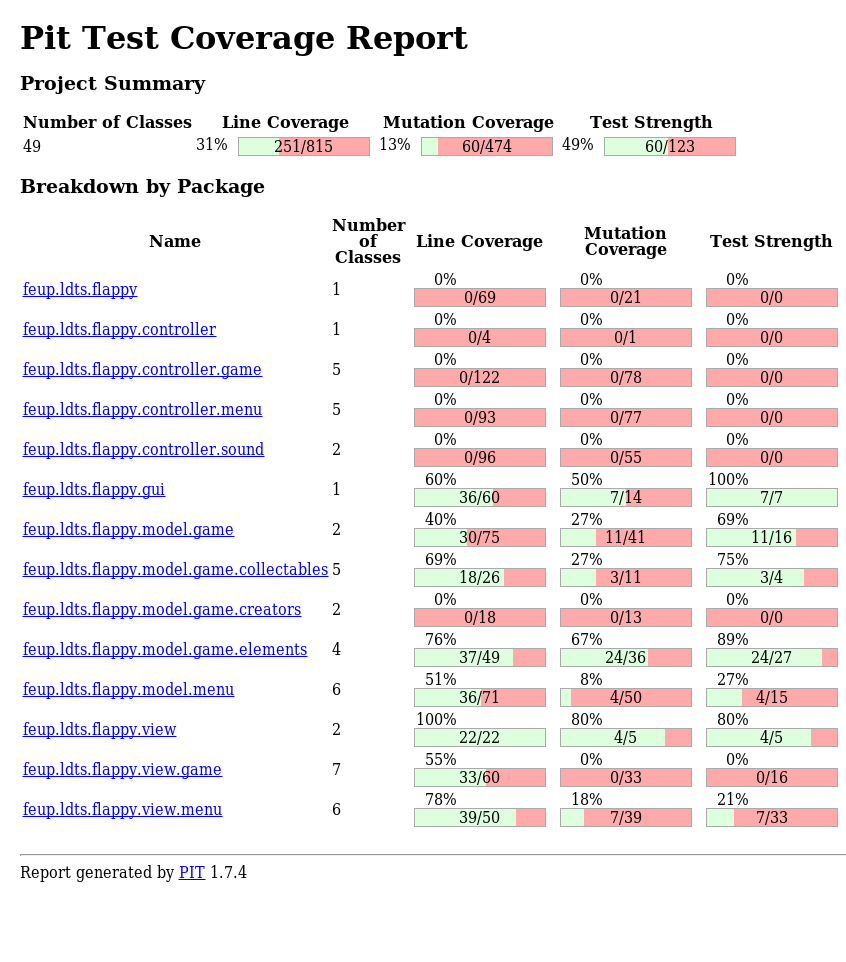 Pit Test Coverage Report
Project Summary
Number of Classes Line Coverage Mutation Coverage Test Strength
49 31% 251/815 13% 60/474 49% 60/123
Breakdown by Package
Name Number of Classes Line Coverage Mutation Coverage Test Strength
feup.ldts.flappy 1 0% 0/69 0% 0/21 0% 0/0
feup.ldts.flappy.controller 1 0% 0/4 0% 0/1 0% 0/0
feup.ldts.flappy.controller.game 5 0% 0/122 0% 0/78 0% 0/0
feup.ldts.flappy.controller.menu 5 0% 0/93 0% 0/77 0% 0/0
feup.ldts.flappy.controller.sound 2 0% 0/96 0% 0/55 0% 0/0
feup.ldts.flappy.gui 1 60% 36/60 50% 7/14 100% 7/7
feup.ldts.flappy.model.game 2 40% 30/75 27% 11/41 69% 11/16
feup.ldts.flappy.model.game.collectables 5 69% 18/26 27% 3/11 75% 3/4
feup.ldts.flappy.model.game.creators 2 0% 0/18 0% 0/13 0% 0/0
feup.ldts.flappy.model.game.elements 4 76% 37/49 67% 24/36 89% 24/27
feup.ldts.flappy.model.menu 6 51% 36/71 8% 4/50 27% 4/15
feup.ldts.flappy.view 2 100% 22/22 80% 4/5 80% 4/5
feup.ldts.flappy.view.game 7 55% 33/60 0% 0/33 0% 0/16
feup.ldts.flappy.view.menu 6 78% 39/50 18% 7/39 21% 7/33
Report generated by PIT 1.7.4